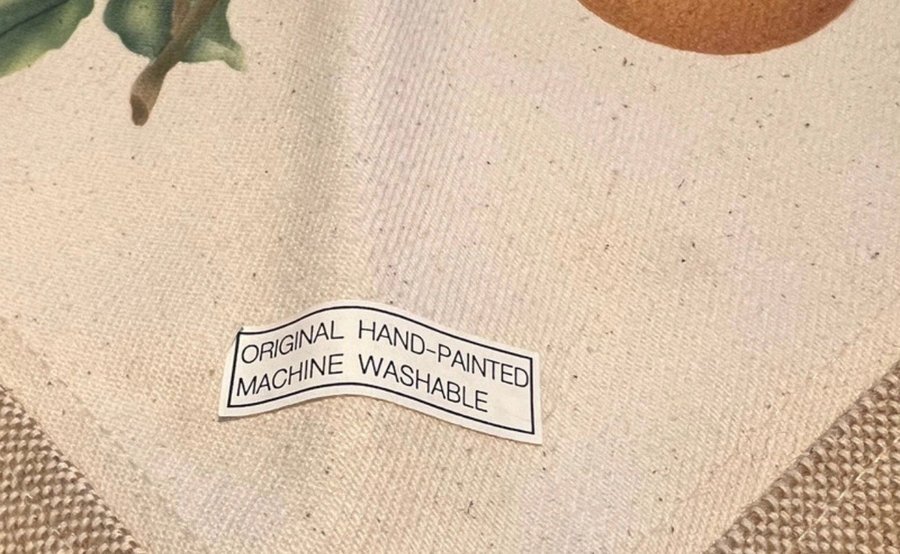 ORIGINAL HAND-PAINTED
MACHINE WASHABLE